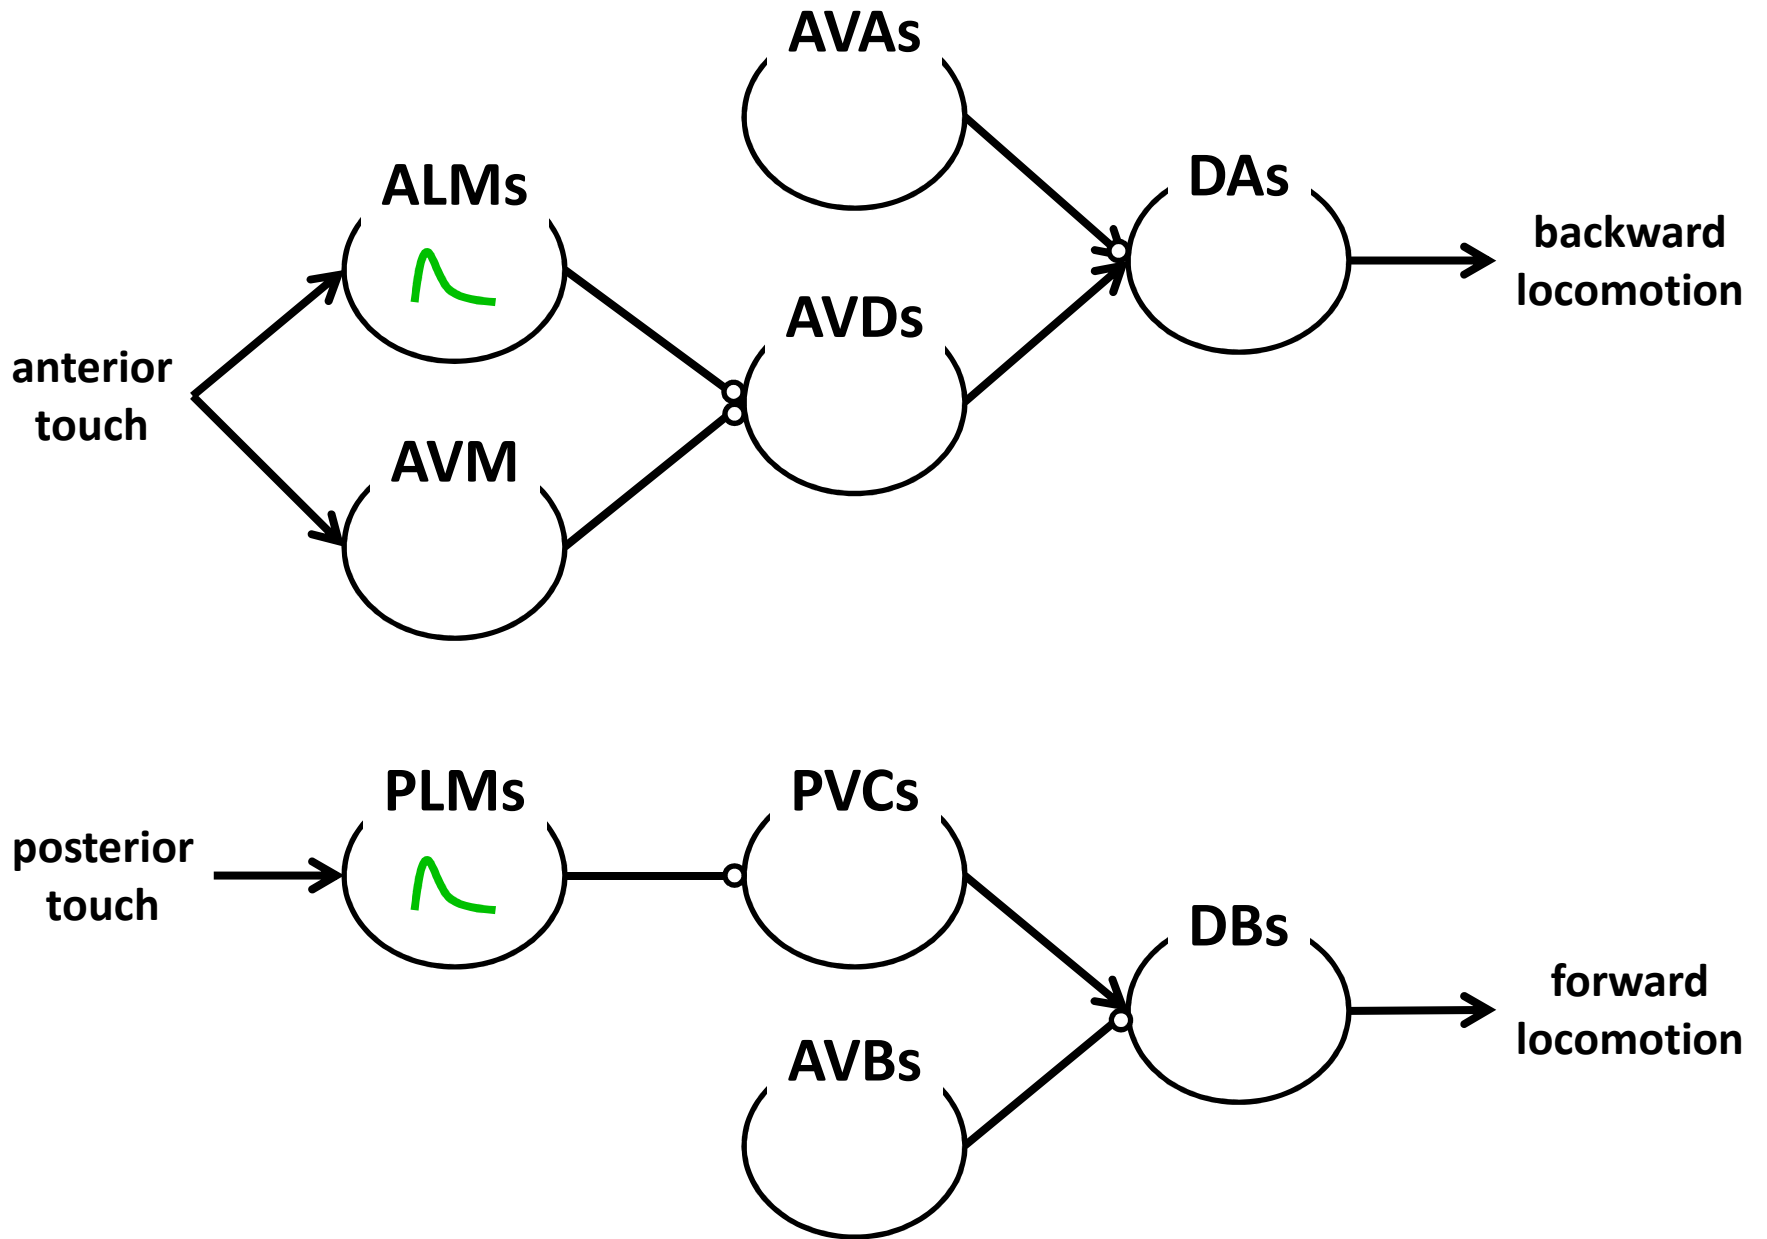 AVAs
ALMs
DAs
backward
locomotion
AVDs
anterior
touch
AVM
PLMs
PVCs
posterior
touch
DBs
forward
locomotion
AVBs